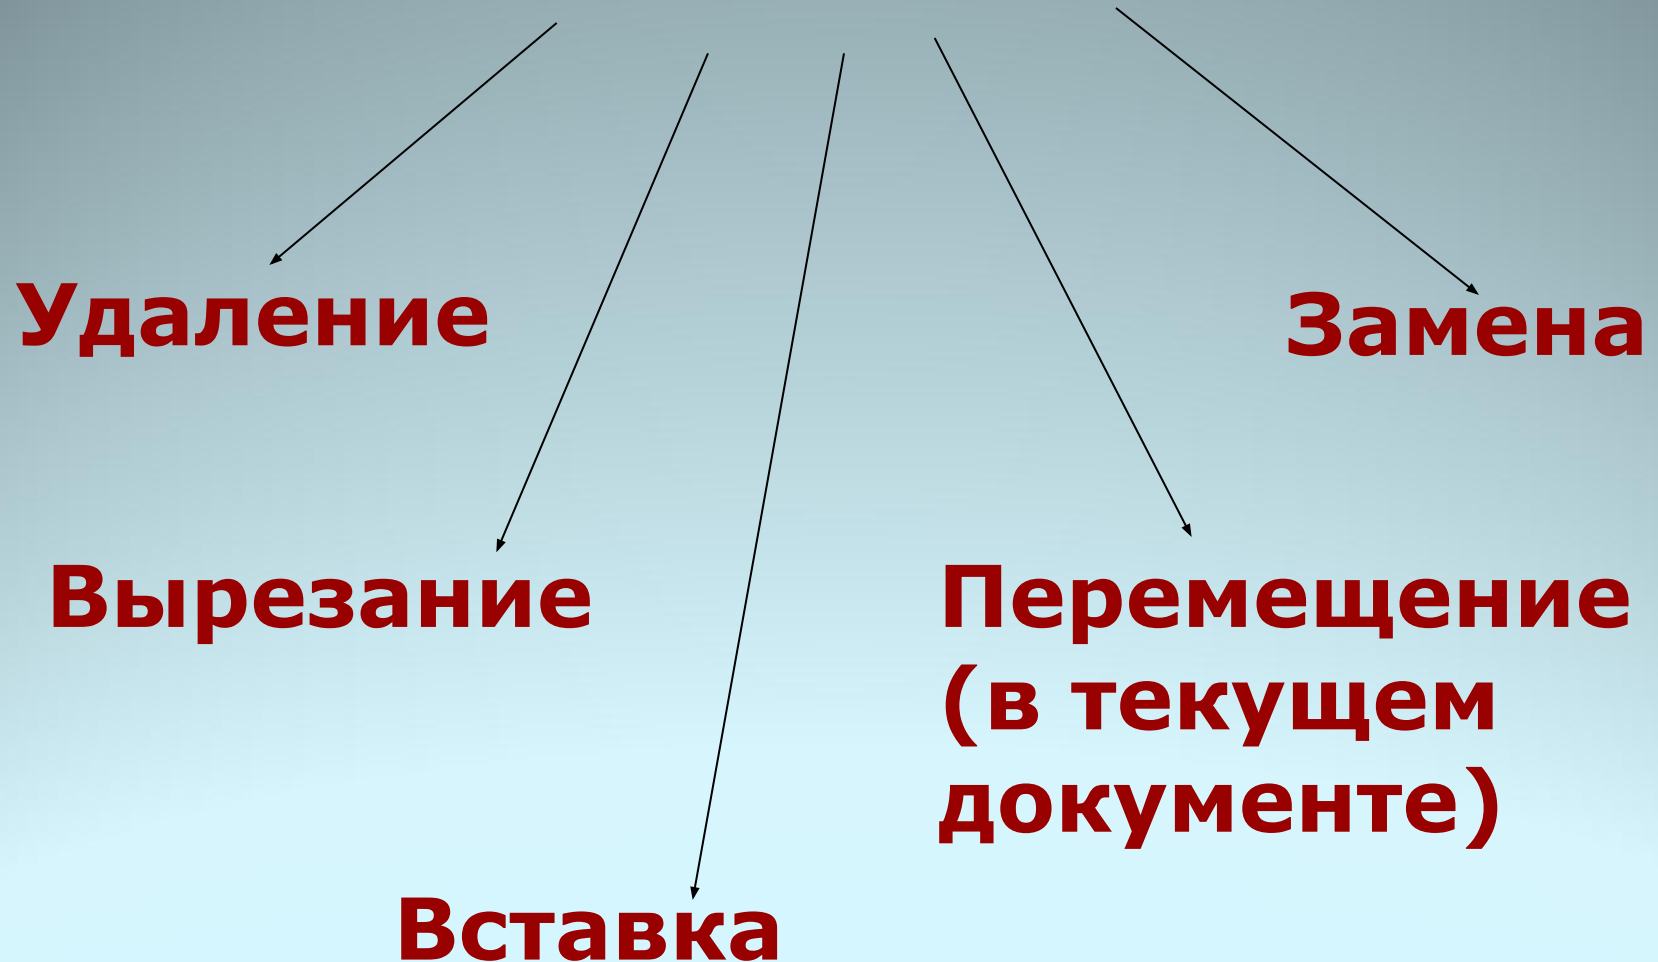 Удаление
Замена
Вырезание
Перемещение
(в текущем
документе)
Вставка